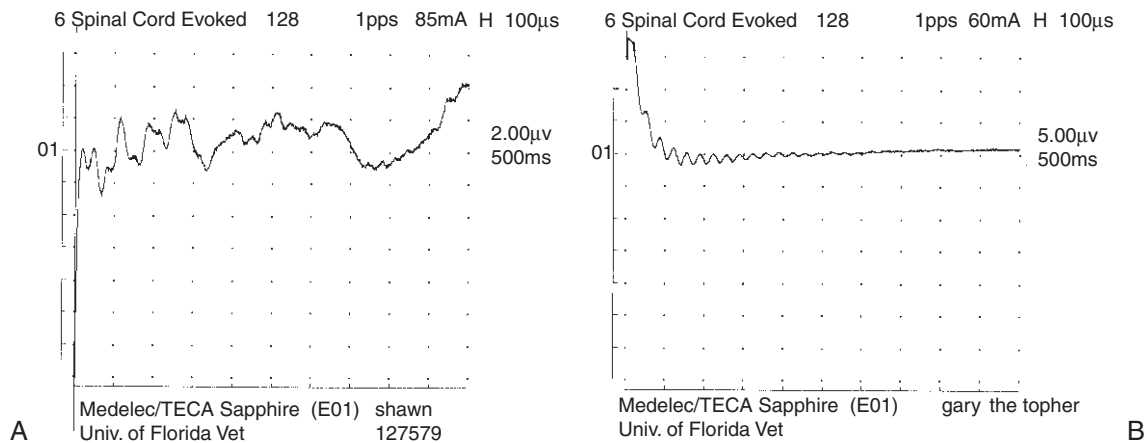 6 Spinal Cord Evoked 128 1pps 85mA H 100μs
01
2.00μv
500ms
Medelec/TECA Sapphire (E01) shawn
Univ. of Florida Vet 127579
A
6 Spinal Cord Evoked 128 1pps 60mA H 100μs
01
5.00μv
500ms
Medelec/TECA Sapphire (E01) gary the topher
Univ. of Florida Vet
B